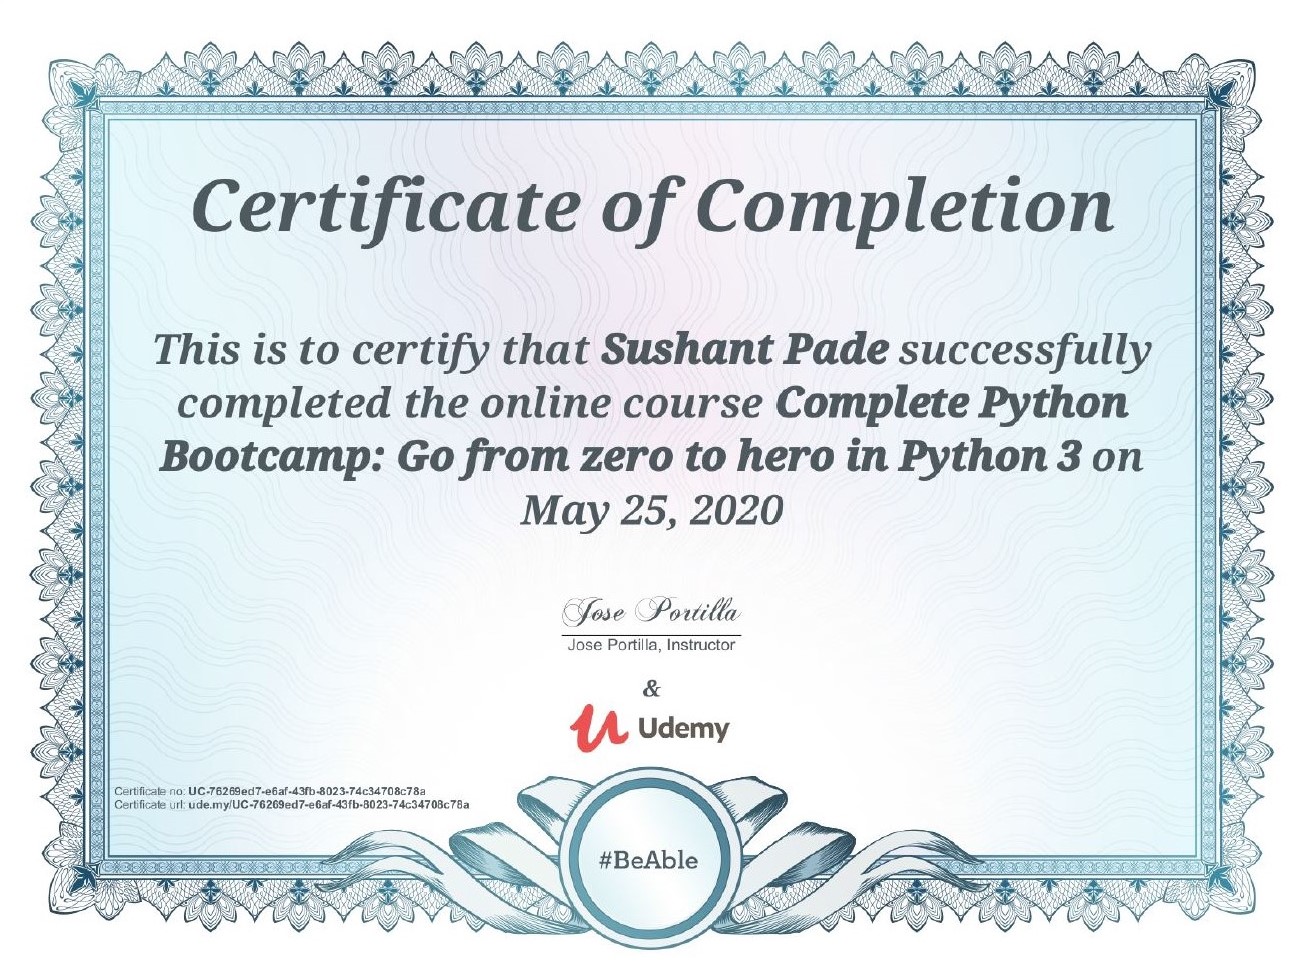 Certificate of Completion
This is to certify that Sushant Pade successfully
completed the online course Complete Python
Bootcamp: Go from zero to hero in Python 3 on
May 25, 2020
Jose Portilla
Jose Portilla, Instructor
&
Udemy
Certificate no: UC-76269ed7-e6af-43fb-8023-74c34708c78a
Certificate url: ude.my/UC-76269ed7-e6af-43fb-8023-74c34708c78a
#BeAble